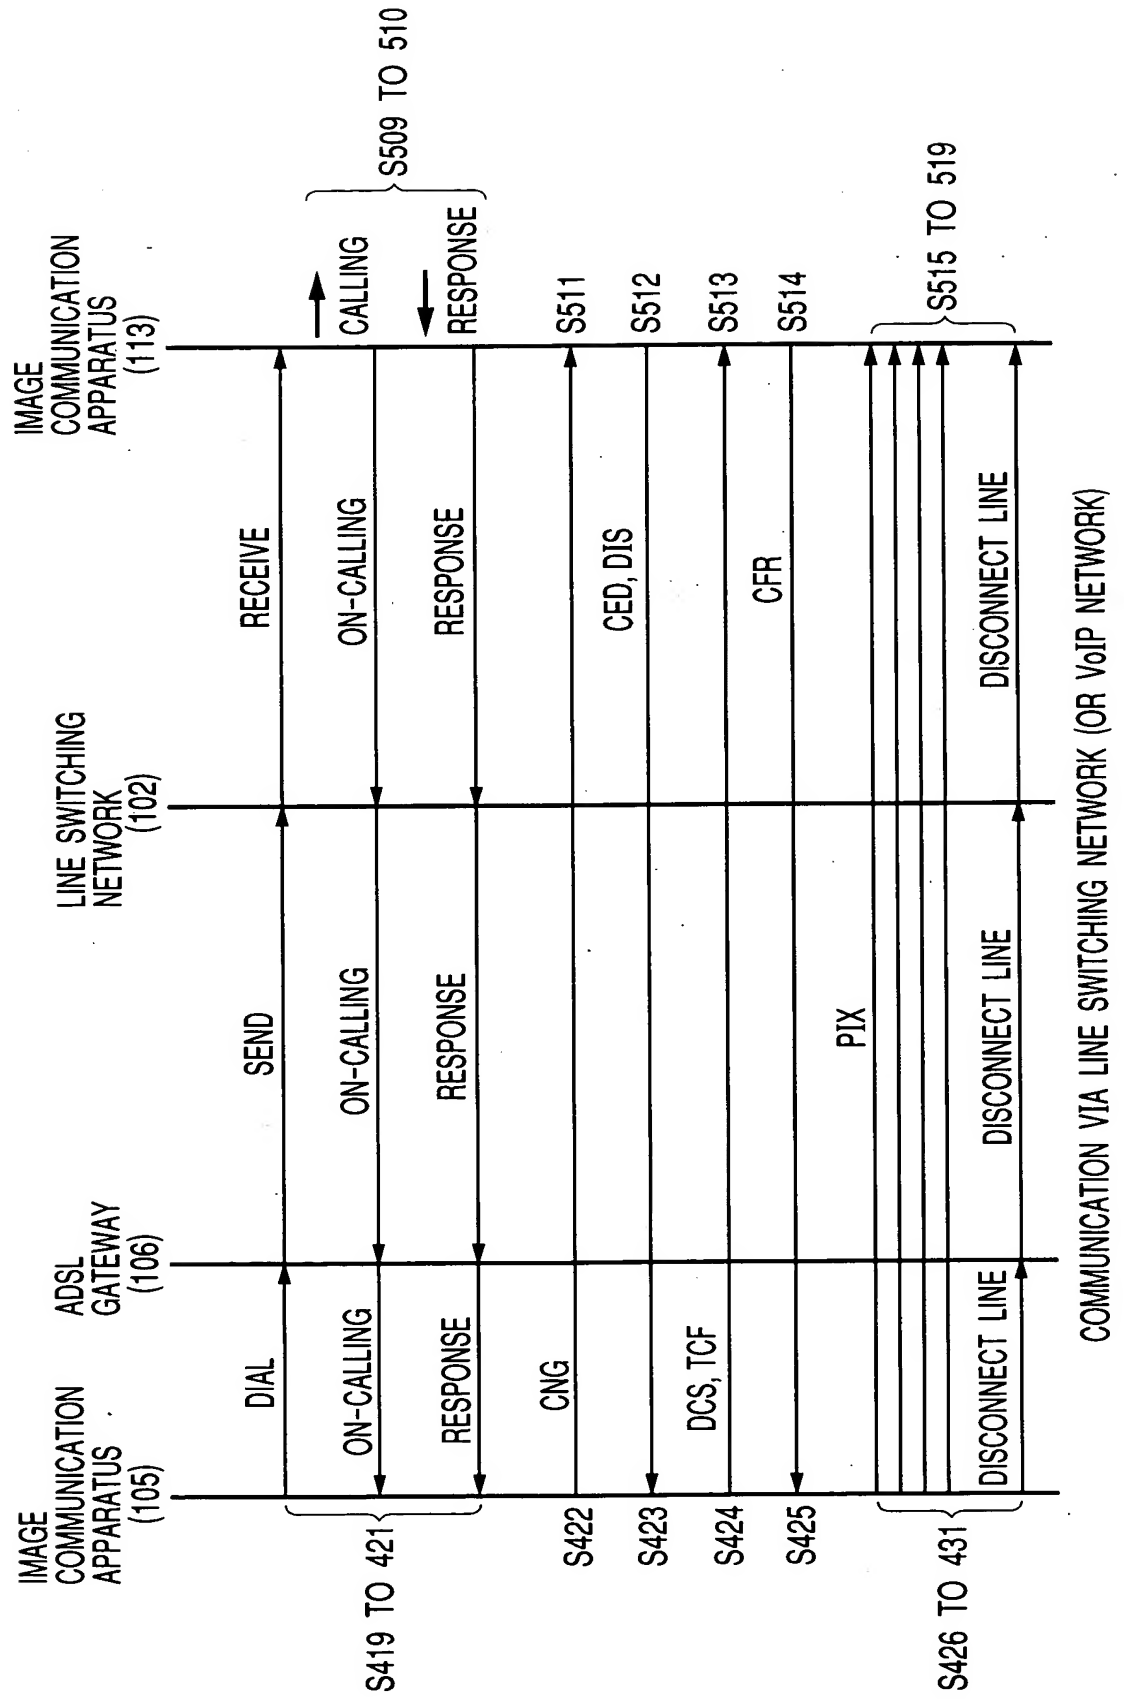 IMAGE
COMMUNICATION
APPARATUS
(105)
ADSL
GATEWAY
(106)
LINE SWITCHING
NETWORK
(102)
IMAGE
COMMUNICATION
APPARATUS
(113)
DIAL
SEND
RECEIVE
CALLING
ON-CALLING
ON-CALLING
ON-CALLING
S419 TO 421
S509 TO 510
RESPONSE
RESPONSE
RESPONSE
RESPONSE
S422
CNG
S511
S423
CED, DIS
S512
S424
DCS, TCF
S513
S425
CFR
S514
PIX
S426 TO 431
S515 TO 519
DISCONNECT LINE
DISCONNECT LINE
DISCONNECT LINE
COMMUNICATION VIA LINE SWITCHING NETWORK (OR VoIP NETWORK)